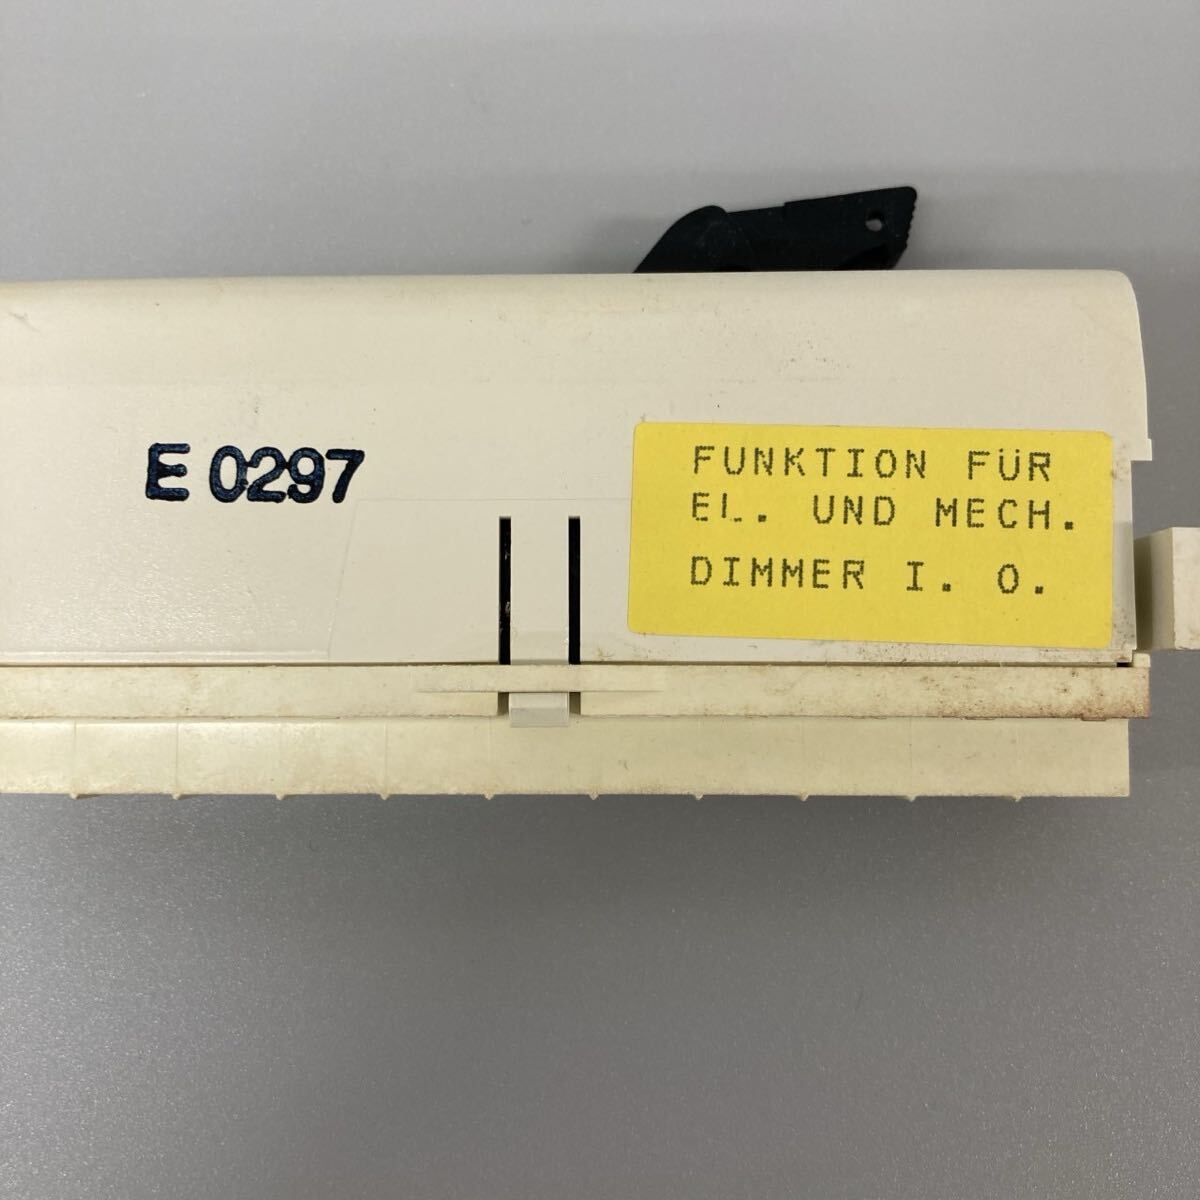 E 0297
FUNKTION FÜR
EL. UND MECH.
DIMMER I. O.